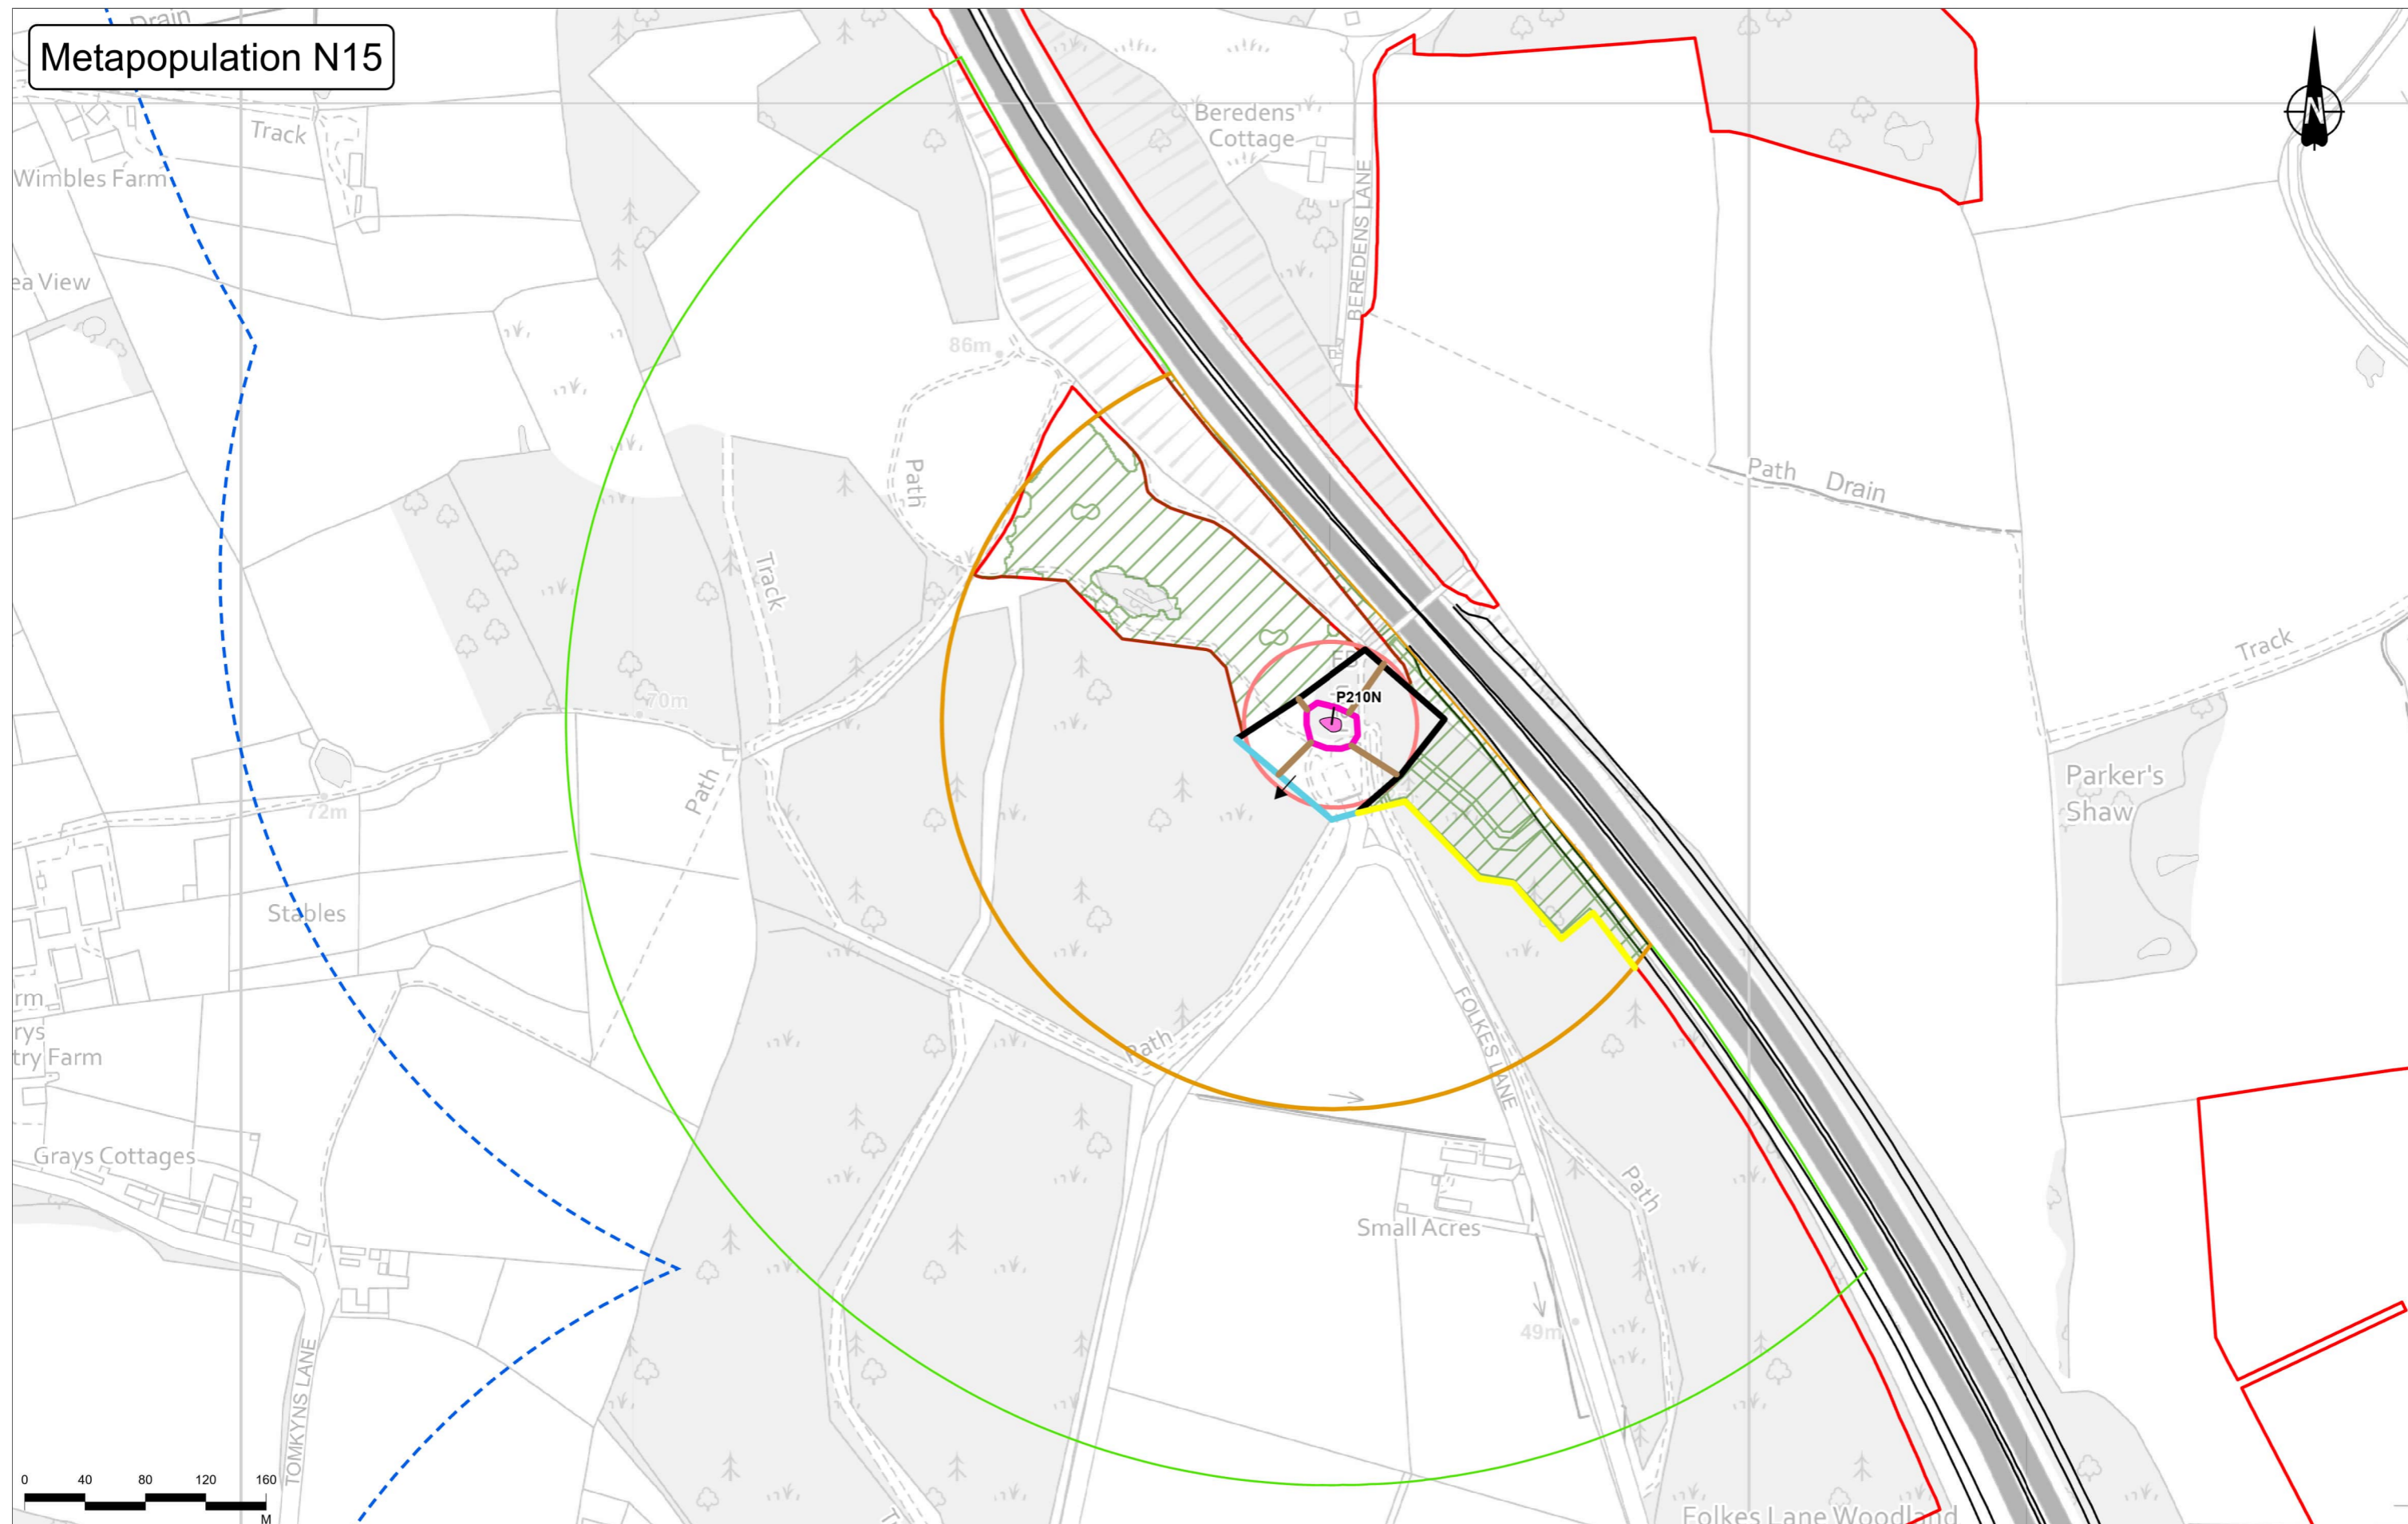 Metapopulation N15
Drain
N
Track
Wimbles Farm
Beredens
Cottage
BEREDENS LANE
ea View
86m
Path
Path
Drain
Track
Track
P210N
70m
Parker's
Shaw
Path
72m
Stables
rm
rys
try Farm
Path
FOLKES LANE
Grays Cottages
Path
Small Acres
49m
TOMKYNS LANE
0 40 80 120 160
M
Folkes Lane Woodland